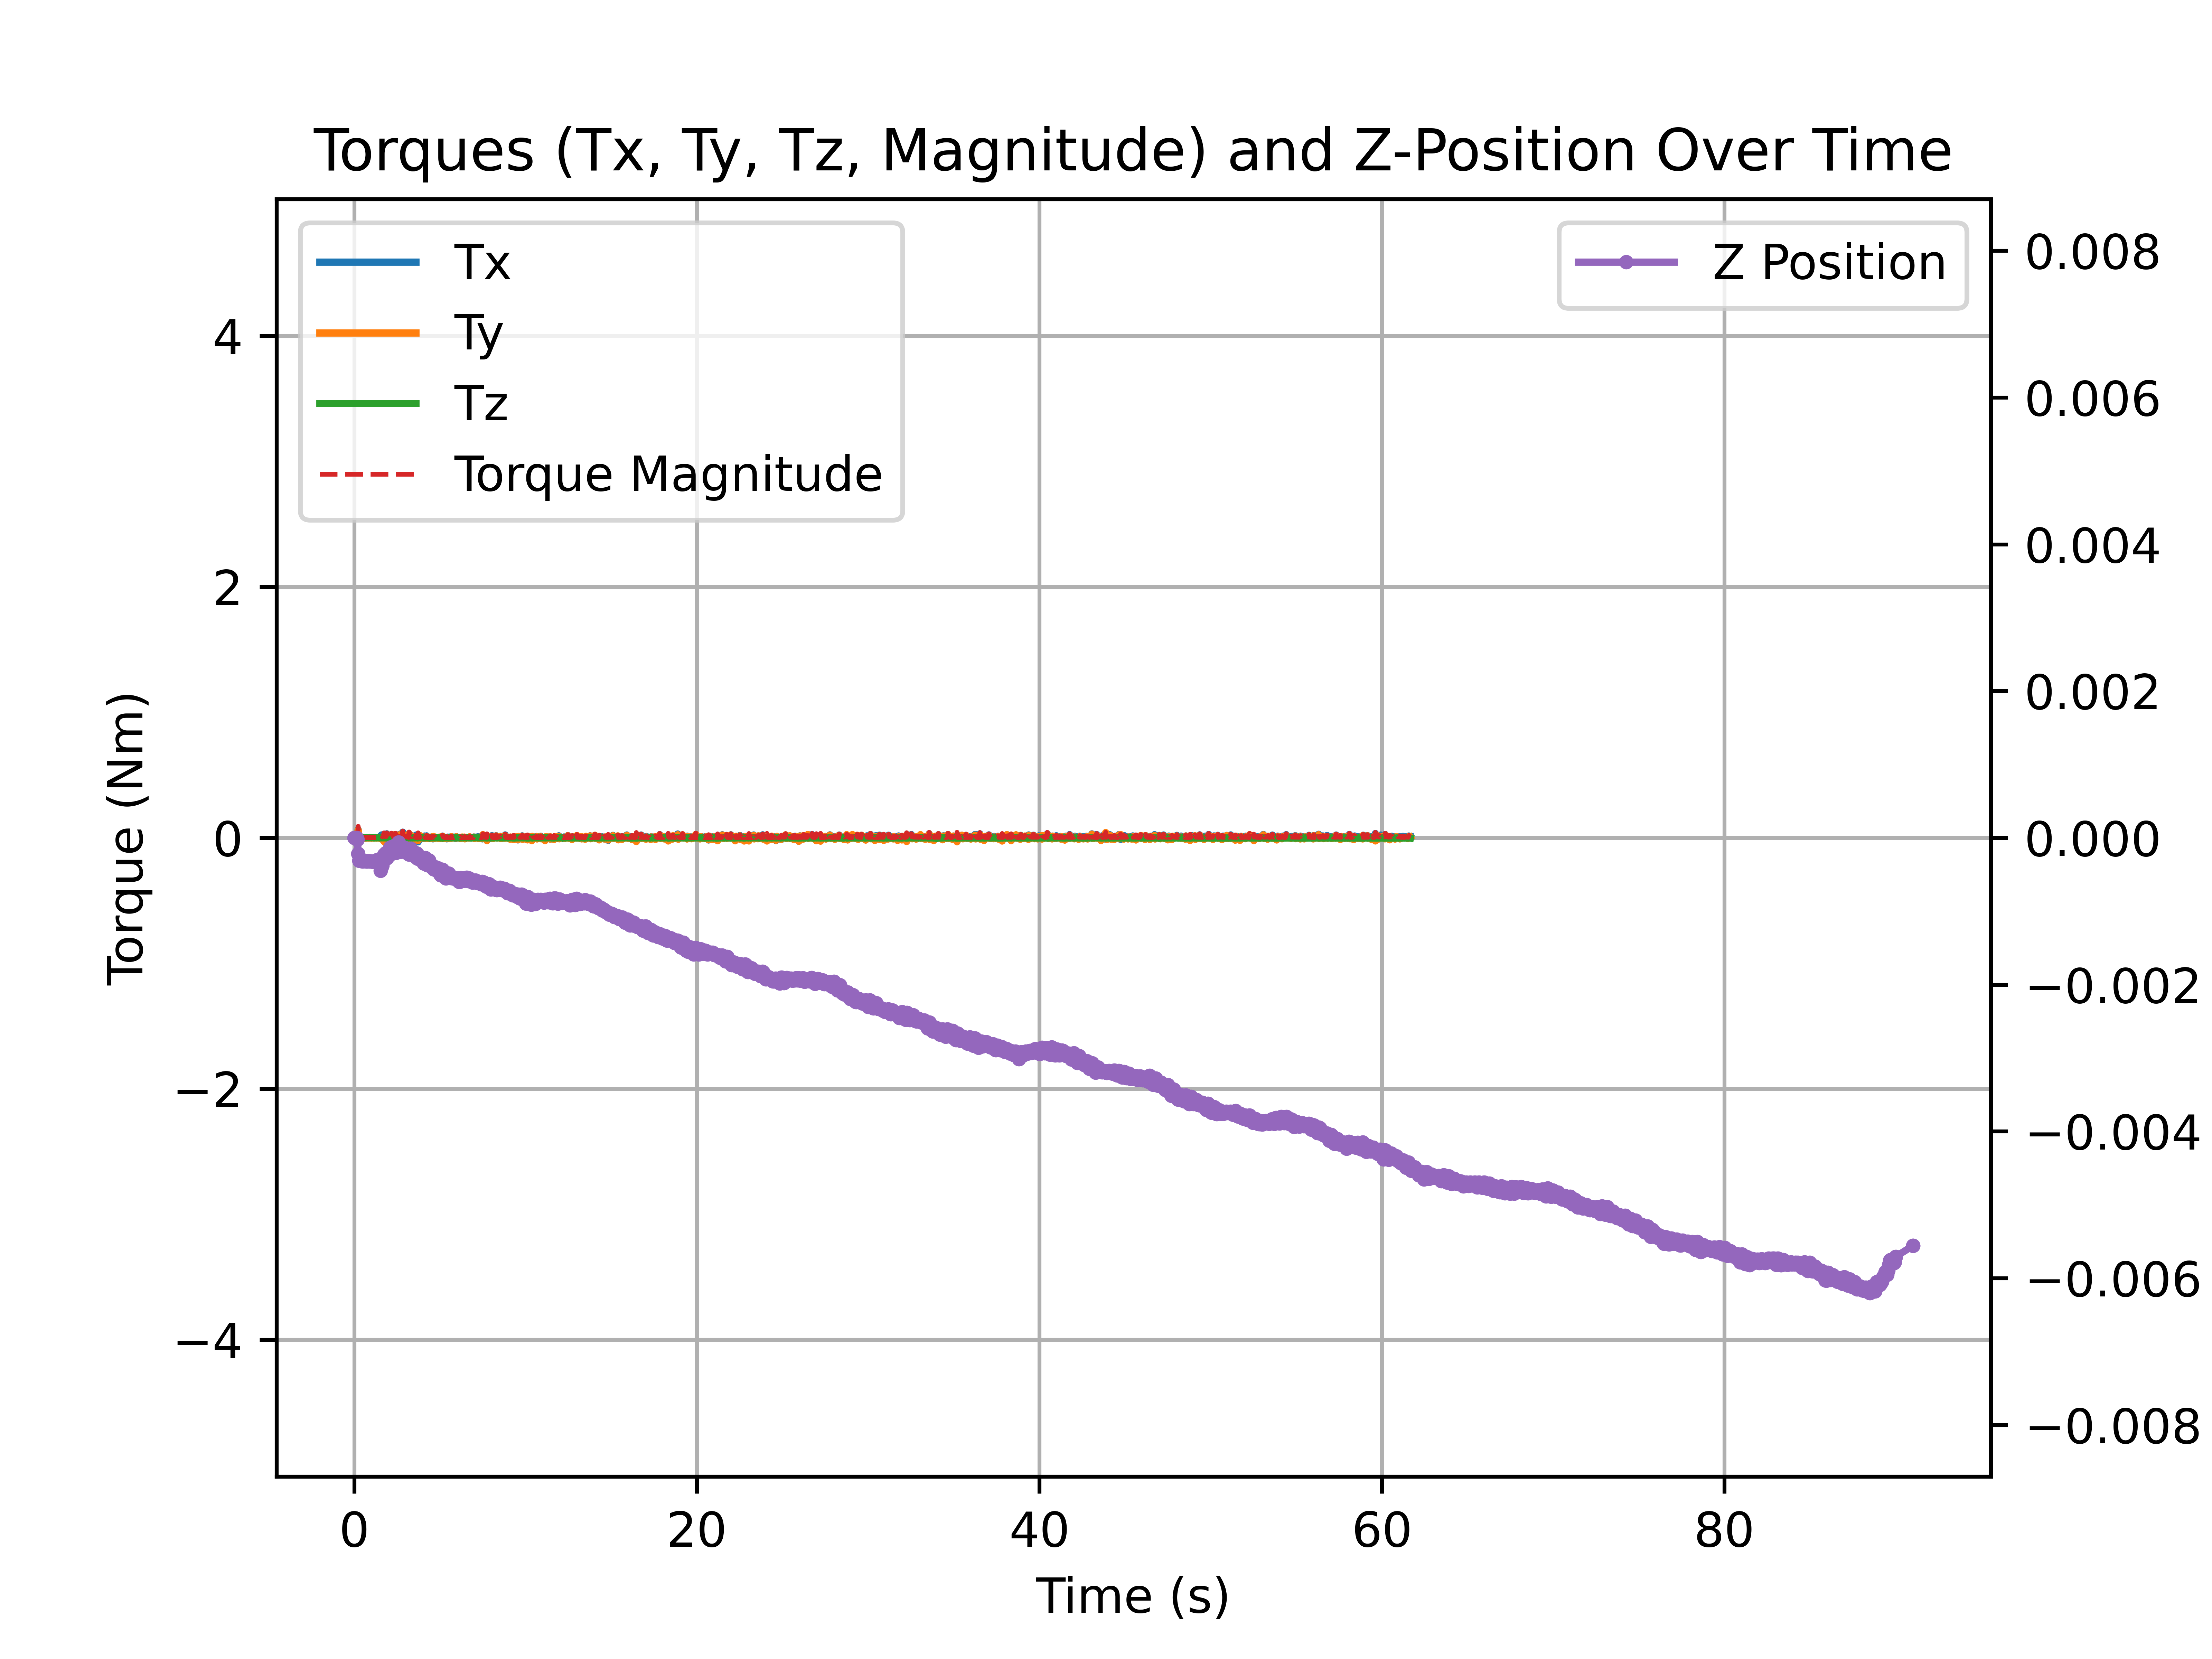 Torques (Tx, Ty, Tz, Magnitude) and Z-Position Over Time
Tx
Ty
Tz
Torque Magnitude
Z Position
Torque (Nm)
4
2
0
−2
−4
0.008
0.006
0.004
0.002
0.000
−0.002
−0.004
−0.006
−0.008
0 20 40 60 80
Time (s)